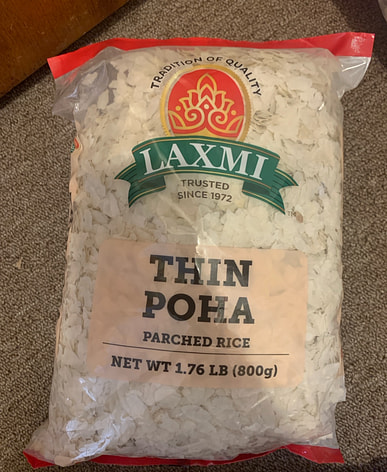 TRADITION OF QUALITY
LAXMI
TRUSTED
SINCE 1972
THIN
POHA
PARCHED RICE
NET WT 1.76 LB (800g)